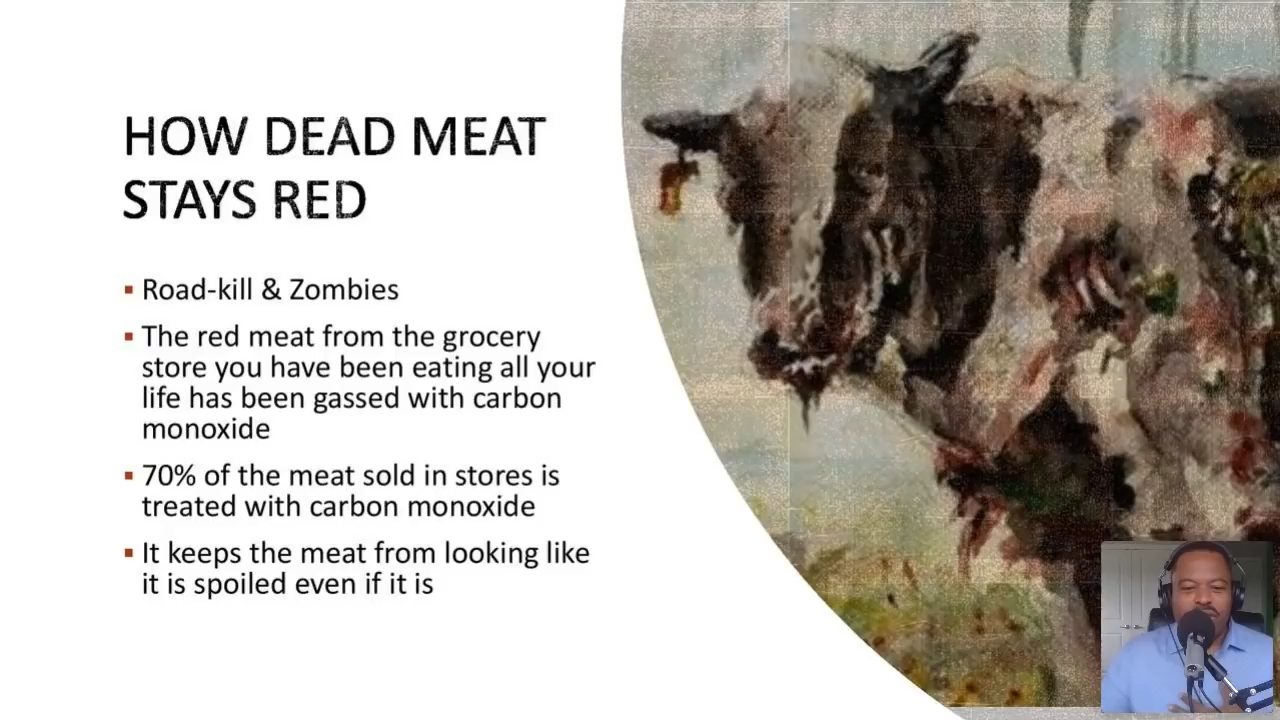 HOW DEAD MEAT
STAYS RED
▪ Road-kill & Zombies
▪ The red meat from the grocery
store you have been eating all your
life has been gassed with carbon
monoxide
▪ 70% of the meat sold in stores is
treated with carbon monoxide
▪ It keeps the meat from looking like
it is spoiled even if it is